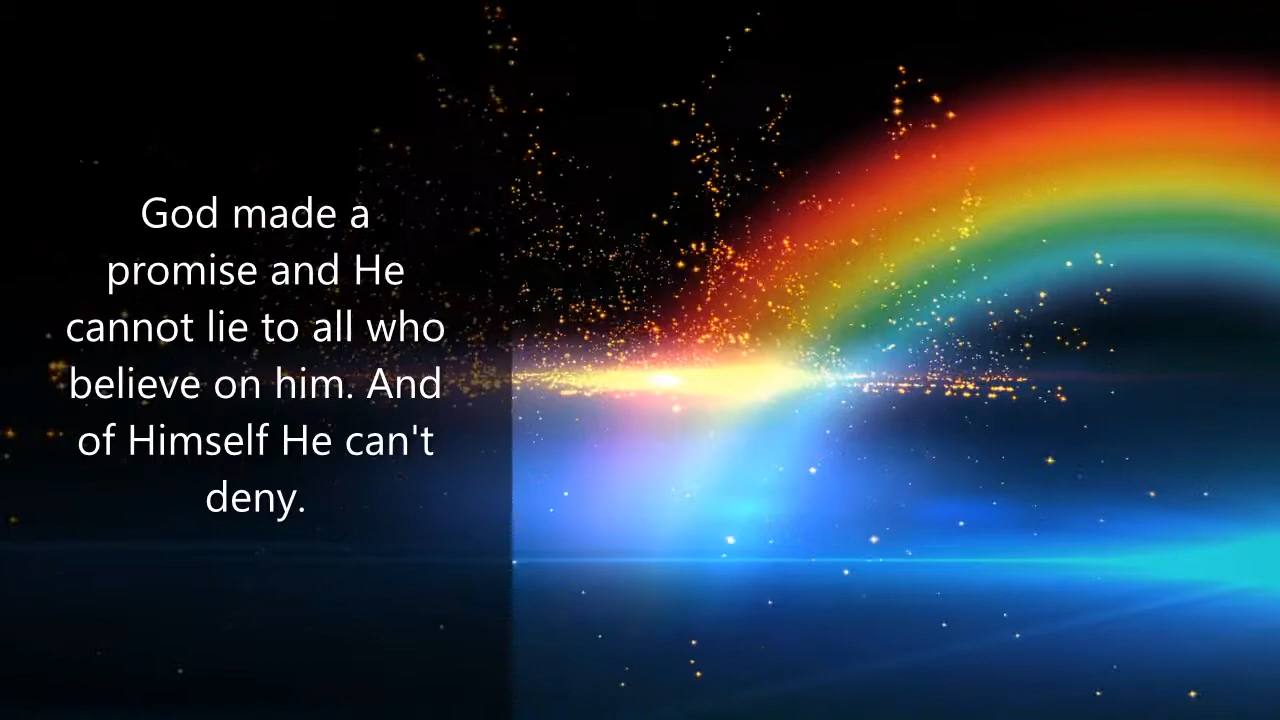 God made a
promise and He
cannot lie to all who
believe on him. And
of Himself He can't
deny.